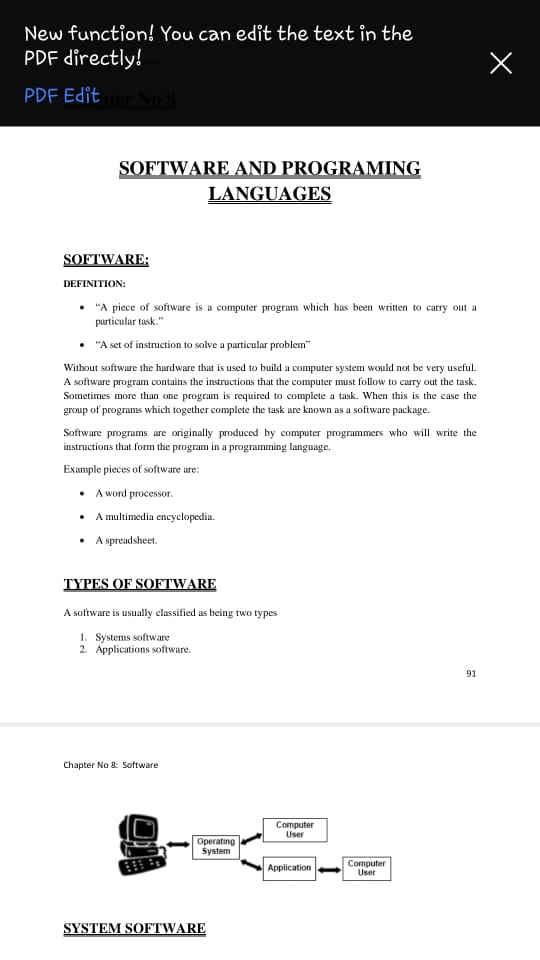 New function! You can edit the text in the
PDF directly!
PDF Edit
ter No 8
SOFTWARE AND PROGRAMING
LANGUAGES
SOFTWARE:
DEFINITION:
• “A piece of software is a computer program which has been written to carry out a
particular task.”
• “A set of instruction to solve a particular problem”
Without software the hardware that is used to build a computer system would not be very useful.
A software program contains the instructions that the computer must follow to carry out the task.
Sometimes more than one program is required to complete a task. When this is the case the
group of programs which together complete the task are known as a software package.
Software programs are originally produced by computer programmers who will write the
instructions that form the program in a programming language.
Example pieces of software are:
• A word processor.
• A multimedia encyclopedia.
• A spreadsheet.
TYPES OF SOFTWARE
A software is usually classified as being two types
1. Systems software
2. Applications software.
91
Chapter No 8: Software
Computer
User
Operating
System
Application
Computer
User
SYSTEM SOFTWARE